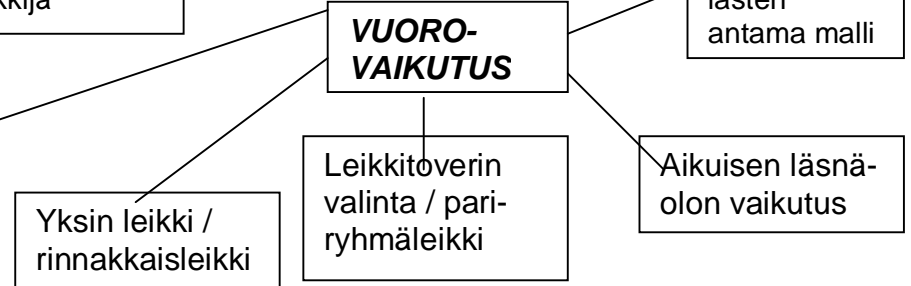 VUORO-
VAIKUTUS
antama malli
Leikkitoverin
valinta / pari-
ryhmäleikki
Aikuisen läsnä-
olon vaikutus
Yksin leikki /
rinnakkaisleikki